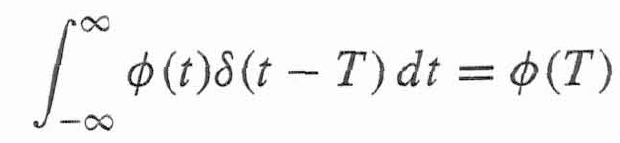 ∫_{-∞}^{∞} ϕ(t)δ(t − T) dt = ϕ(T)